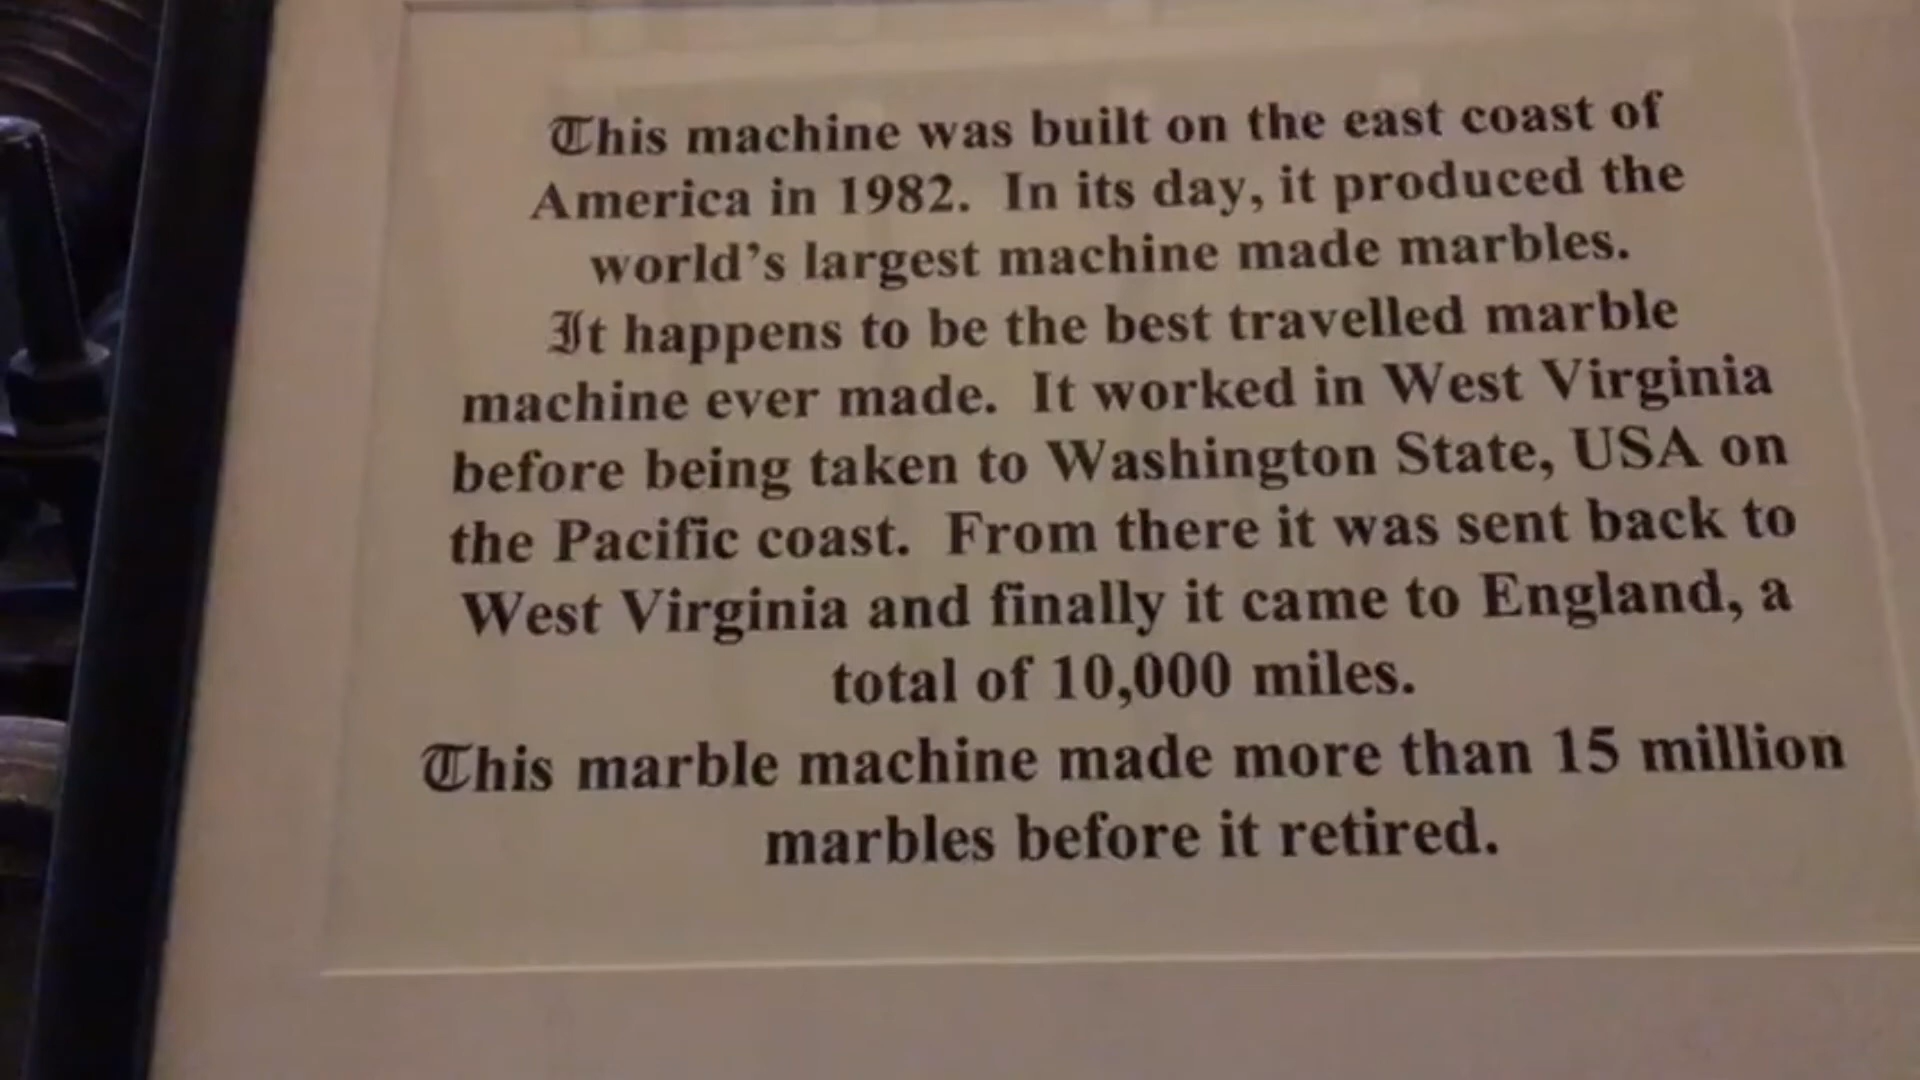 This machine was built on the east coast of
America in 1982. In its day, it produced the
world's largest machine made marbles.
It happens to be the best travelled marble
machine ever made. It worked in West Virginia
before being taken to Washington State, USA on
the Pacific coast. From there it was sent back to
West Virginia and finally it came to England, a
total of 10,000 miles.
This marble machine made more than 15 million
marbles before it retired.